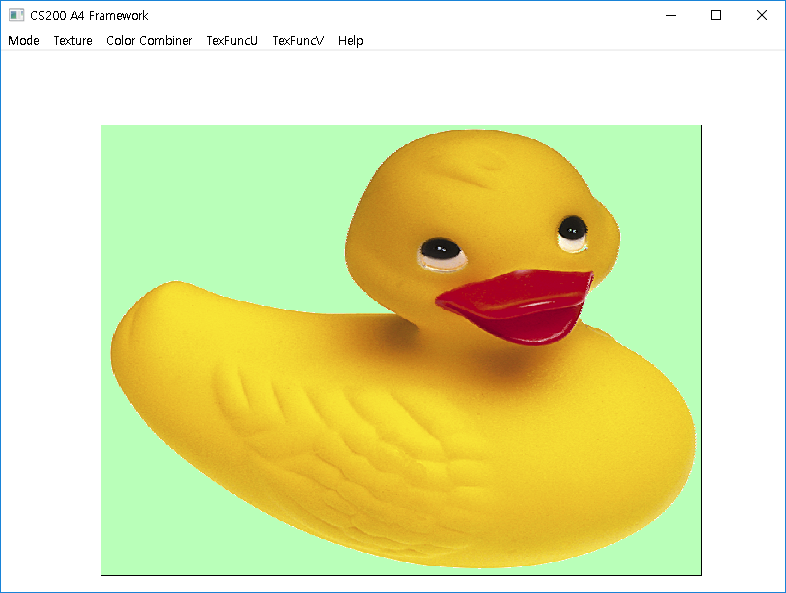 CS200 A4 Framework
Mode Texture Color Combiner TexFuncU TexFuncV Help